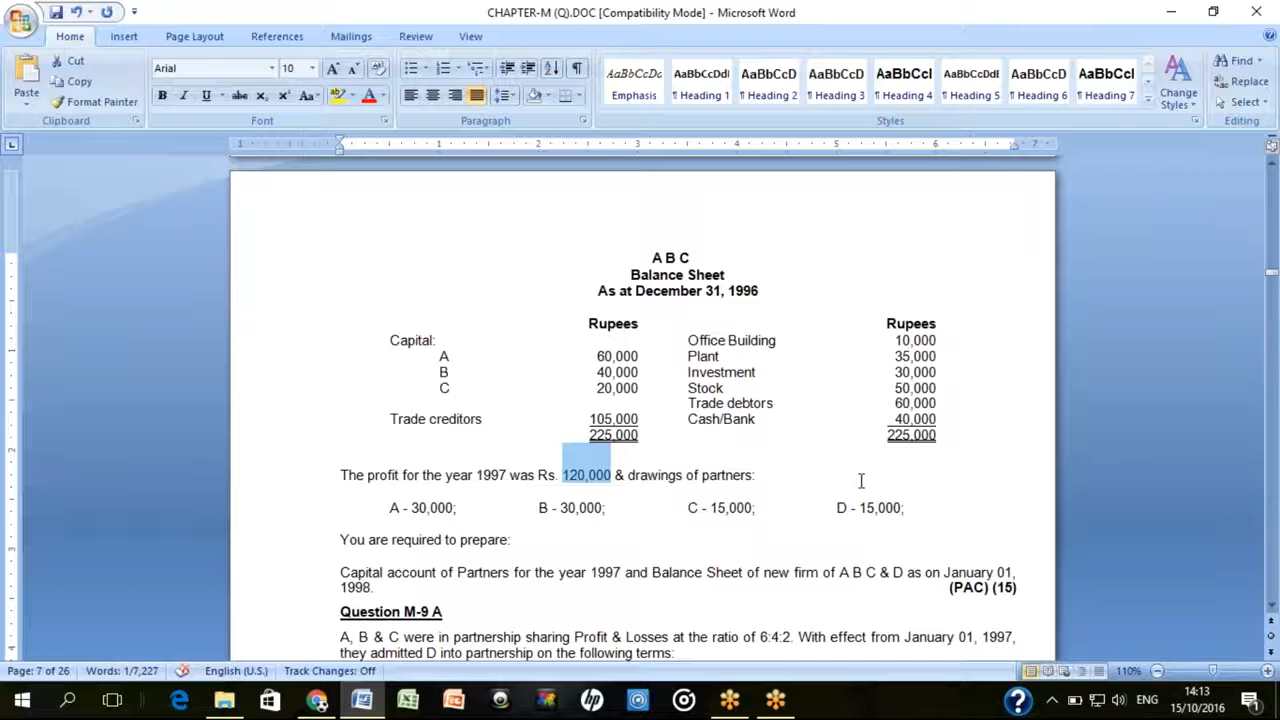 CHAPTER-M (Q).DOC [Compatibility Mode] - Microsoft Word
Home Insert Page Layout References Mailings Review View
Paste
Cut
Copy
Format Painter
Clipboard
Arial 10
Font
Paragraph
AaBbCcDc AaBbCcDdI AaBbCcD AaBbCcD AaBbCcI AaBbCcDdE AaBbCcD AaBbCcI
Emphasis ¶ Heading 1 ¶ Heading 2 ¶ Heading 3 ¶ Heading 4 ¶ Heading 5 ¶ Heading 6 ¶ Heading 7
Change Styles
Styles
Find
Replace
Select
Editing
A B C
Balance Sheet
As at December 31, 1996
Rupees Rupees
Capital: Office Building 10,000
A 60,000 Plant 35,000
B 40,000 Investment 30,000
C 20,000 Stock 50,000
Trade debtors 60,000
Trade creditors 105,000 Cash/Bank 40,000
225,000 225,000
The profit for the year 1997 was Rs. 120,000 & drawings of partners:
A - 30,000; B - 30,000; C - 15,000; D - 15,000;
You are required to prepare:
Capital account of Partners for the year 1997 and Balance Sheet of new firm of A B C & D as on January 01,
1998. (PAC) (15)
Question M-9 A
A, B & C were in partnership sharing Profit & Losses at the ratio of 6:4:2. With effect from January 01, 1997,
they admitted D into partnership on the following terms:
Page: 7 of 26 Words: 1/7,227 English (U.S.) Track Changes: Off 110%
ENG 14:13
15/10/2016